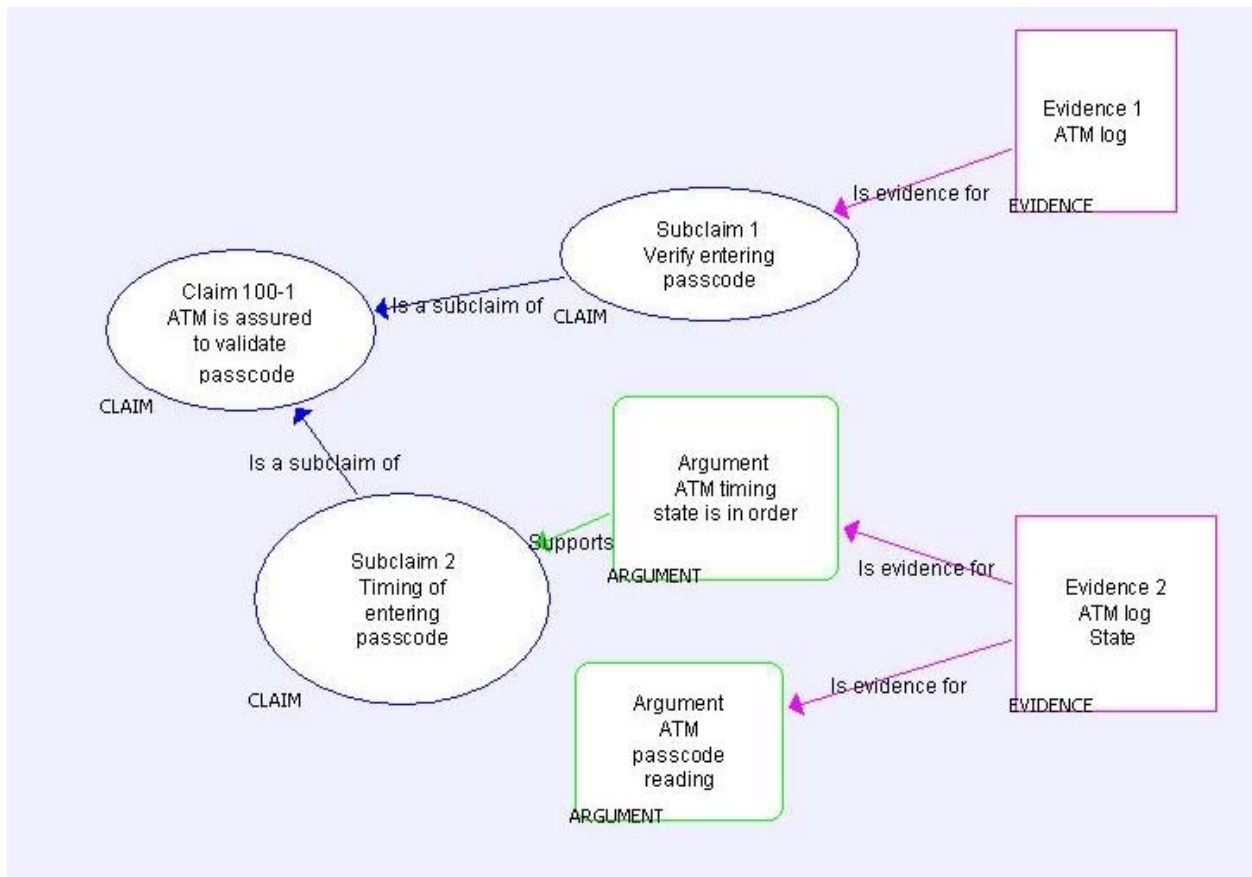 Evidence 1
ATM log
EVIDENCE
Is evidence for
Subclaim 1
Verify entering
passcode
CLAIM
Is a subclaim of
Claim 100-1
ATM is assured
to validate
passcode
CLAIM
Is a subclaim of
Argument
ATM timing
state is in order
ARGUMENT
Supports
Subclaim 2
Timing of
entering
passcode
CLAIM
Is evidence for
Evidence 2
ATM log
State
EVIDENCE
Is evidence for
Argument
ATM
passcode
reading
ARGUMENT